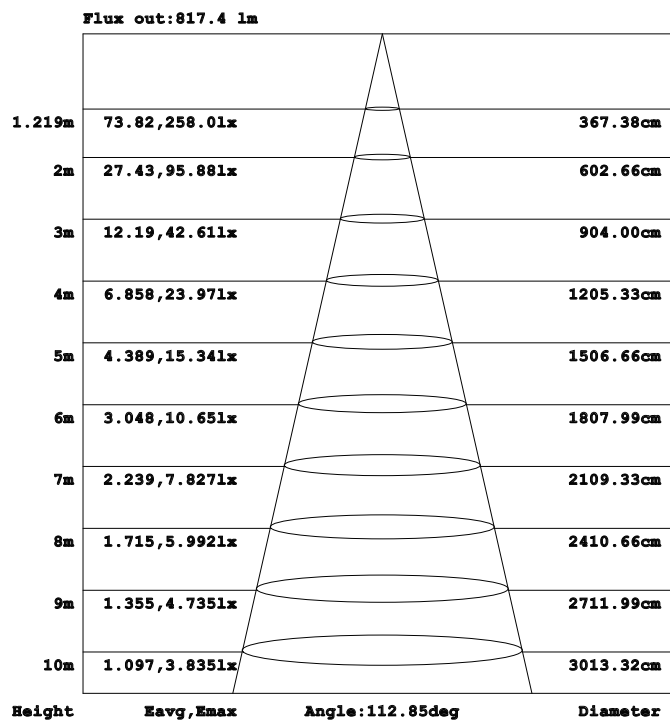 Flux out:817.4 lm
1.219m 73.82,258.0lx 367.38cm
2m 27.43,95.88lx 602.66cm
3m 12.19,42.61lx 904.00cm
4m 6.858,23.97lx 1205.33cm
5m 4.389,15.34lx 1506.66cm
6m 3.048,10.65lx 1807.99cm
7m 2.239,7.827lx 2109.33cm
8m 1.715,5.992lx 2410.66cm
9m 1.355,4.735lx 2711.99cm
10m 1.097,3.835lx 3013.32cm
Height Eavg,Emax Angle:112.85deg Diameter